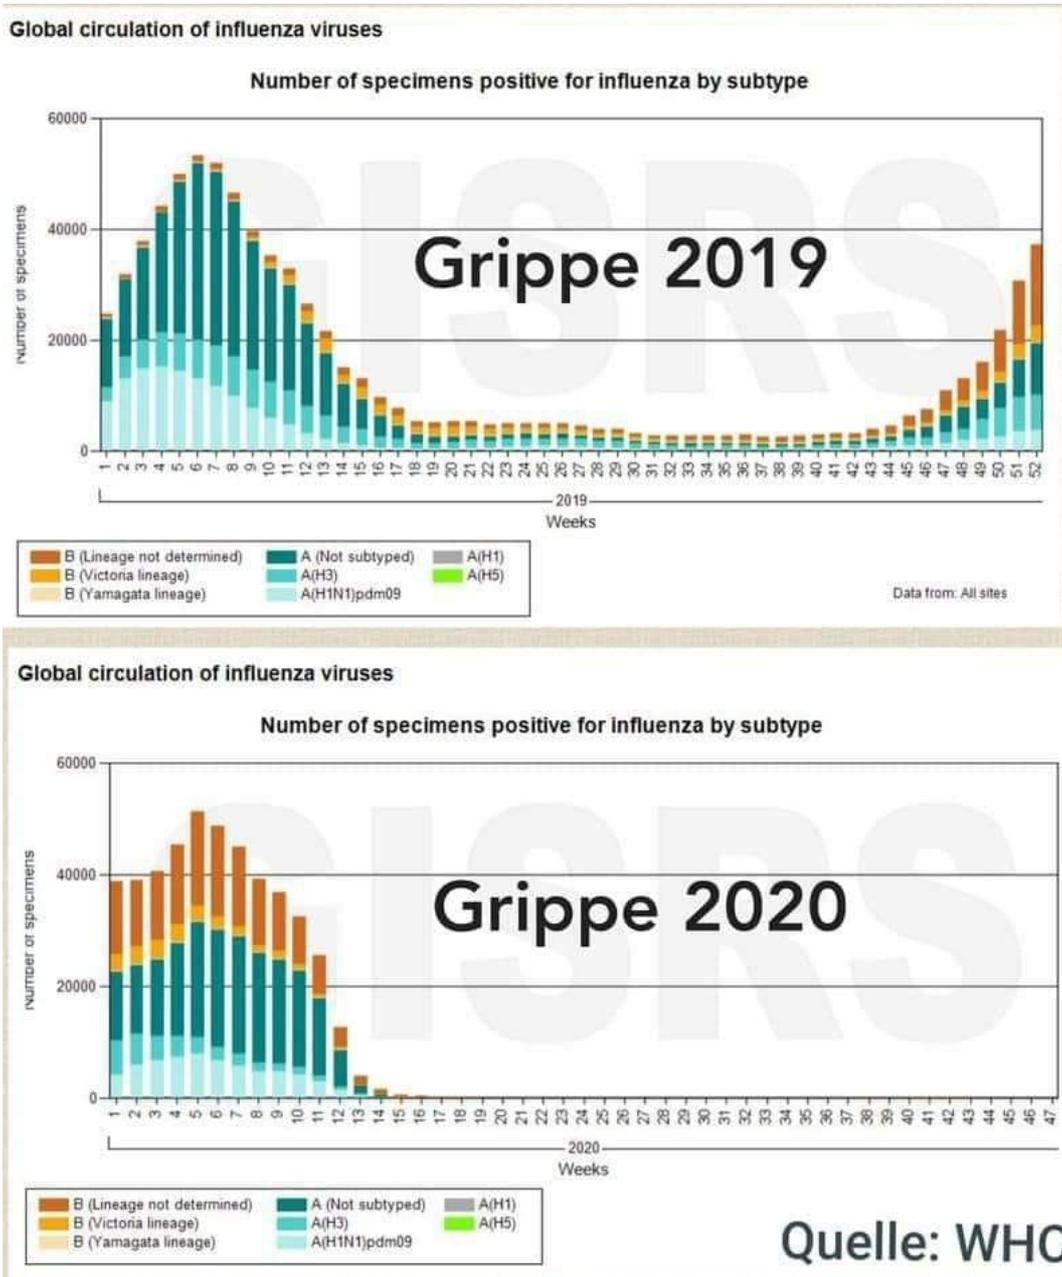 Global circulation of influenza viruses
Number of specimens positive for influenza by subtype
GISRS
Grippe 2019
Number of specimens
60000
40000
20000
0
1 2 3 4 5 6 7 8 9 10 11 12 13 14 15 16 17 18 19 20 21 22 23 24 25 26 27 28 29 30 31 32 33 34 35 36 37 38 39 40 41 42 43 44 45 46 47 48 49 50 51 52
2019
Weeks
B (Lineage not determined) A (Not subtyped) A(H1)
B (Victoria lineage) A(H3) A(H5)
B (Yamagata lineage) A(H1N1)pdm09
Data from: All sites
Global circulation of influenza viruses
Number of specimens positive for influenza by subtype
GISRS
Grippe 2020
Number of specimens
60000
40000
20000
0
1 2 3 4 5 6 7 8 9 10 11 12 13 14 15 16 17 18 19 20 21 22 23 24 25 26 27 28 29 30 31 32 33 34 35 36 37 38 39 40 41 42 43 44 45 46 47
2020
Weeks
B (Lineage not determined) A (Not subtyped) A(H1)
B (Victoria lineage) A(H3) A(H5)
B (Yamagata lineage) A(H1N1)pdm09
Quelle: WHO